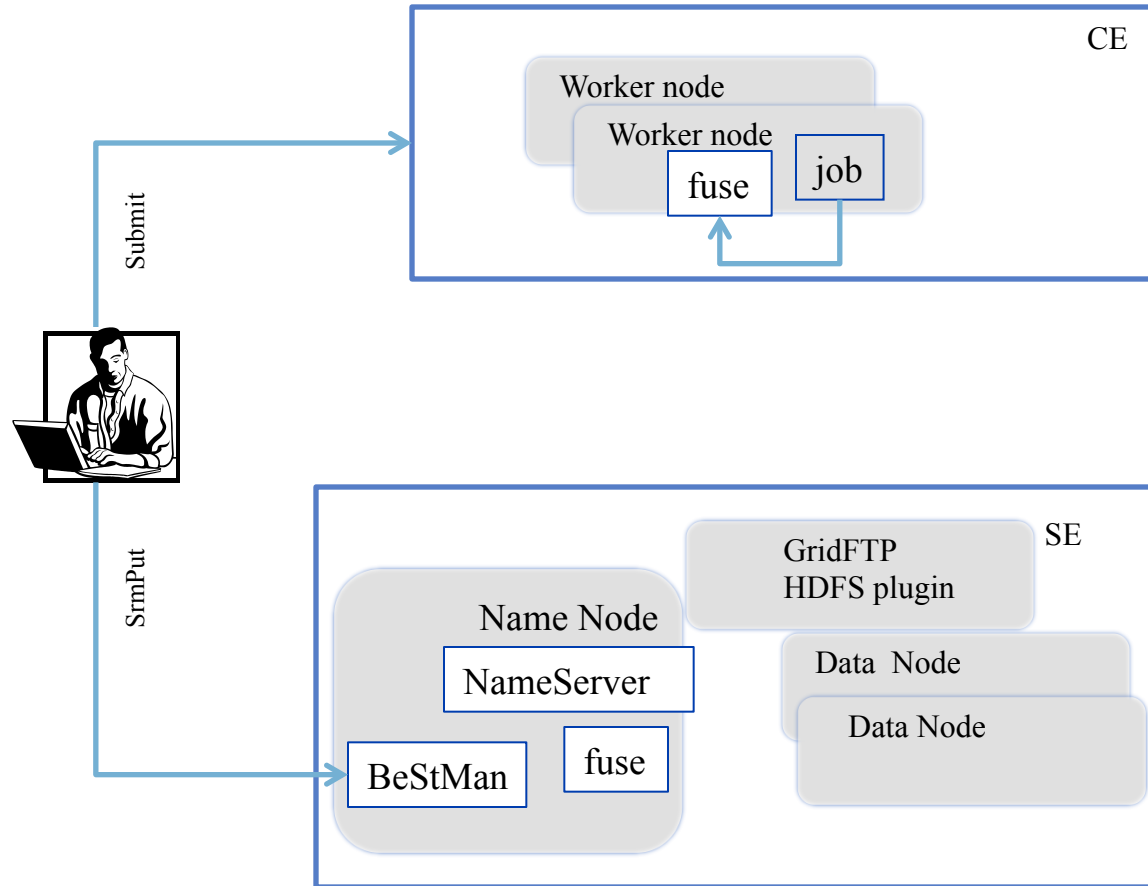 CE
Worker node
Worker node
fuse
job
Submit
SrmPut
SE
GridFTP
HDFS plugin
Name Node
NameServer
Data  Node
Data Node
fuse
BeStMan